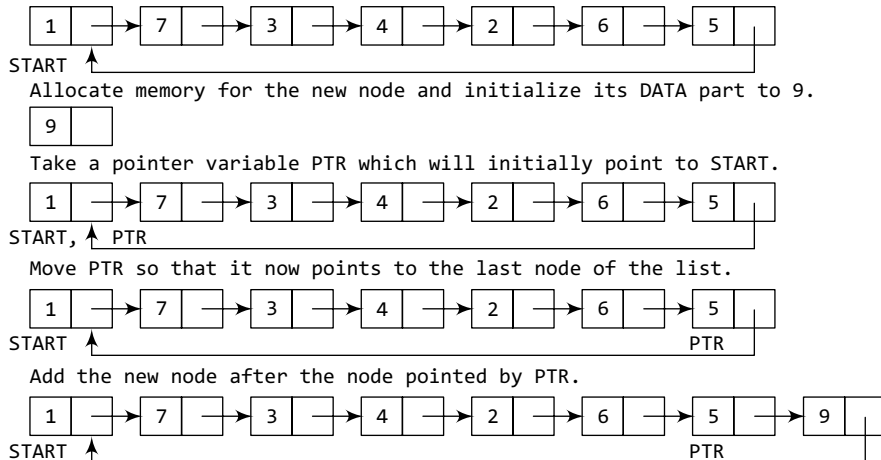 1 7 3 4 2 6 5
START
Allocate memory for the new node and initialize its DATA part to 9.
9
Take a pointer variable PTR which will initially point to START.
1 7 3 4 2 6 5
START, PTR
Move PTR so that it now points to the last node of the list.
1 7 3 4 2 6 5
START PTR
Add the new node after the node pointed by PTR.
1 7 3 4 2 6 5 9
START PTR